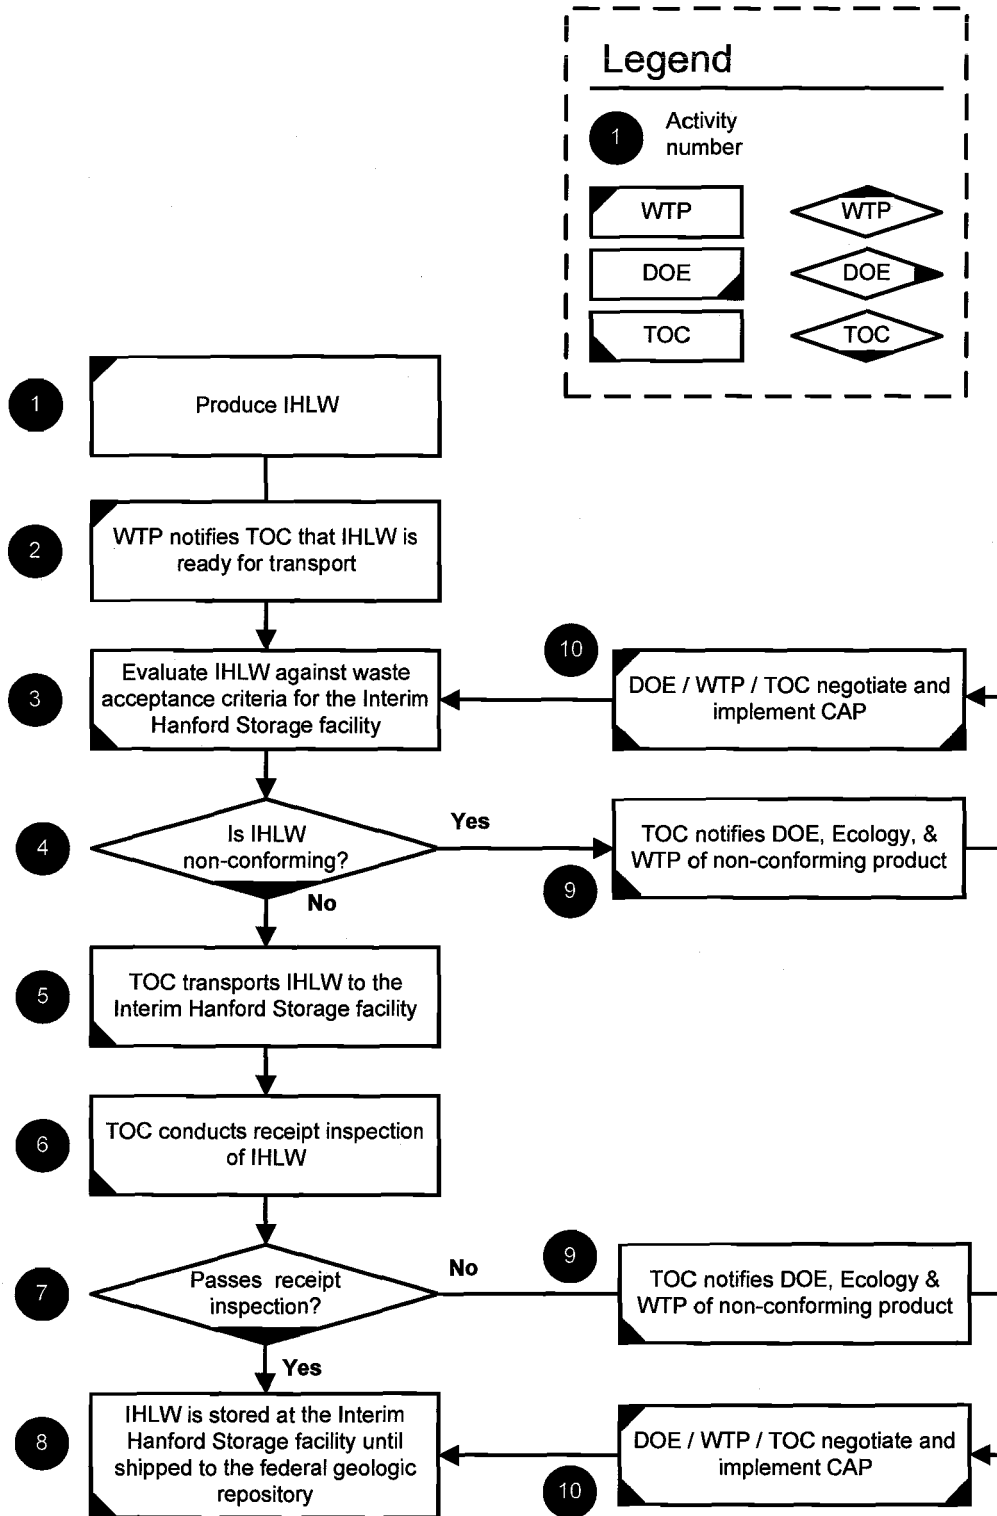 Legend
1
Activity
number
WTP
WTP
DOE
DOE
TOC
TOC
1
Produce IHLW
2
WTP notifies TOC that IHLW is
ready for transport
3
Evaluate IHLW against waste
acceptance criteria for the Interim
Hanford Storage facility
10
DOE / WTP / TOC negotiate and
implement CAP
4
Is IHLW
non-conforming?
Yes
No
9
TOC notifies DOE, Ecology, &
WTP of non-conforming product
5
TOC transports IHLW to the
Interim Hanford Storage facility
6
TOC conducts receipt inspection
of IHLW
7
Passes receipt
inspection?
No
Yes
9
TOC notifies DOE, Ecology &
WTP of non-conforming product
8
IHLW is stored at the Interim
Hanford Storage facility until
shipped to the federal geologic
repository
10
DOE / WTP / TOC negotiate and
implement CAP